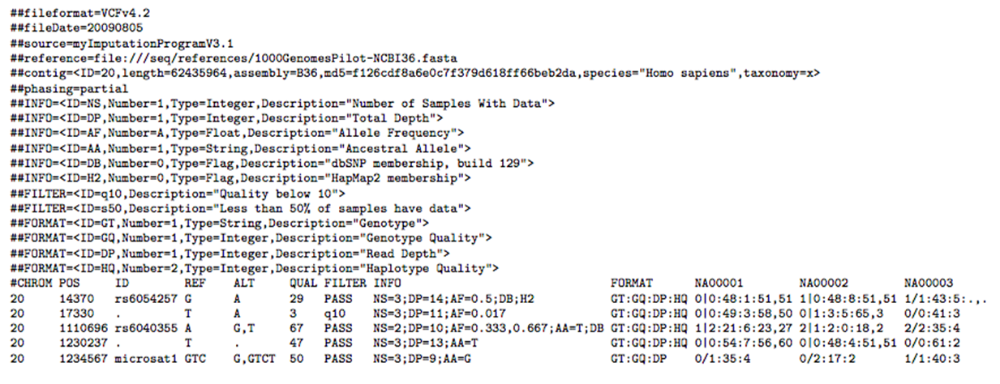 ##fileformat=VCFv4.2
##fileDate=20090805
##source=myImputationProgramV3.1
##reference=file:///seq/references/1000GenomesPilot-NCBI36.fasta
##contig=<ID=20,length=62435964,assembly=B36,md5=f126cdf8a6e0c7f379d618ff66beb2da,species="Homo sapiens",taxonomy=x>
##phasing=partial
##INFO=<ID=NS,Number=1,Type=Integer,Description="Number of Samples With Data">
##INFO=<ID=DP,Number=1,Type=Integer,Description="Total Depth">
##INFO=<ID=AF,Number=A,Type=Float,Description="Allele Frequency">
##INFO=<ID=AA,Number=1,Type=String,Description="Ancestral Allele">
##INFO=<ID=DB,Number=0,Type=Flag,Description="dbSNP membership, build 129">
##INFO=<ID=H2,Number=0,Type=Flag,Description="HapMap2 membership">
##FILTER=<ID=q10,Description="Quality below 10">
##FILTER=<ID=s50,Description="Less than 50% of samples have data">
##FORMAT=<ID=GT,Number=1,Type=String,Description="Genotype">
##FORMAT=<ID=GQ,Number=1,Type=Integer,Description="Genotype Quality">
##FORMAT=<ID=DP,Number=1,Type=Integer,Description="Read Depth">
##FORMAT=<ID=HQ,Number=2,Type=Integer,Description="Haplotype Quality">
#CHROM POS ID REF ALT QUAL FILTER INFO FORMAT NA00001 NA00002 NA00003
20 14370 rs6054257 G A 29 PASS NS=3;DP=14;AF=0.5;DB;H2 GT:GQ:DP:HQ 0|0:48:1:51,51 1|0:48:8:51,51 1/1:43:5:.,.
20 17330 . T A 3 q10 NS=3;DP=11;AF=0.017 GT:GQ:DP:HQ 0|0:49:3:58,50 0|1:3:5:65,3 0/0:41:3
20 1110696 rs6040355 A G,T 67 PASS NS=2;DP=10;AF=0.333,0.667;AA=T;DB GT:GQ:DP:HQ 1|2:21:6:23,27 2|1:2:0:18,2 2/2:35:4
20 1230237 . T . 47 PASS NS=3;DP=13;AA=T GT:GQ:DP:HQ 0|0:54:7:56,60 0|0:48:4:51,51 0/0:61:2
20 1234567 microsat1 GTC G,GTCT 50 PASS NS=3;DP=9;AA=G GT:GQ:DP 0/1:35:4 0/2:17:2 1/1:40:3